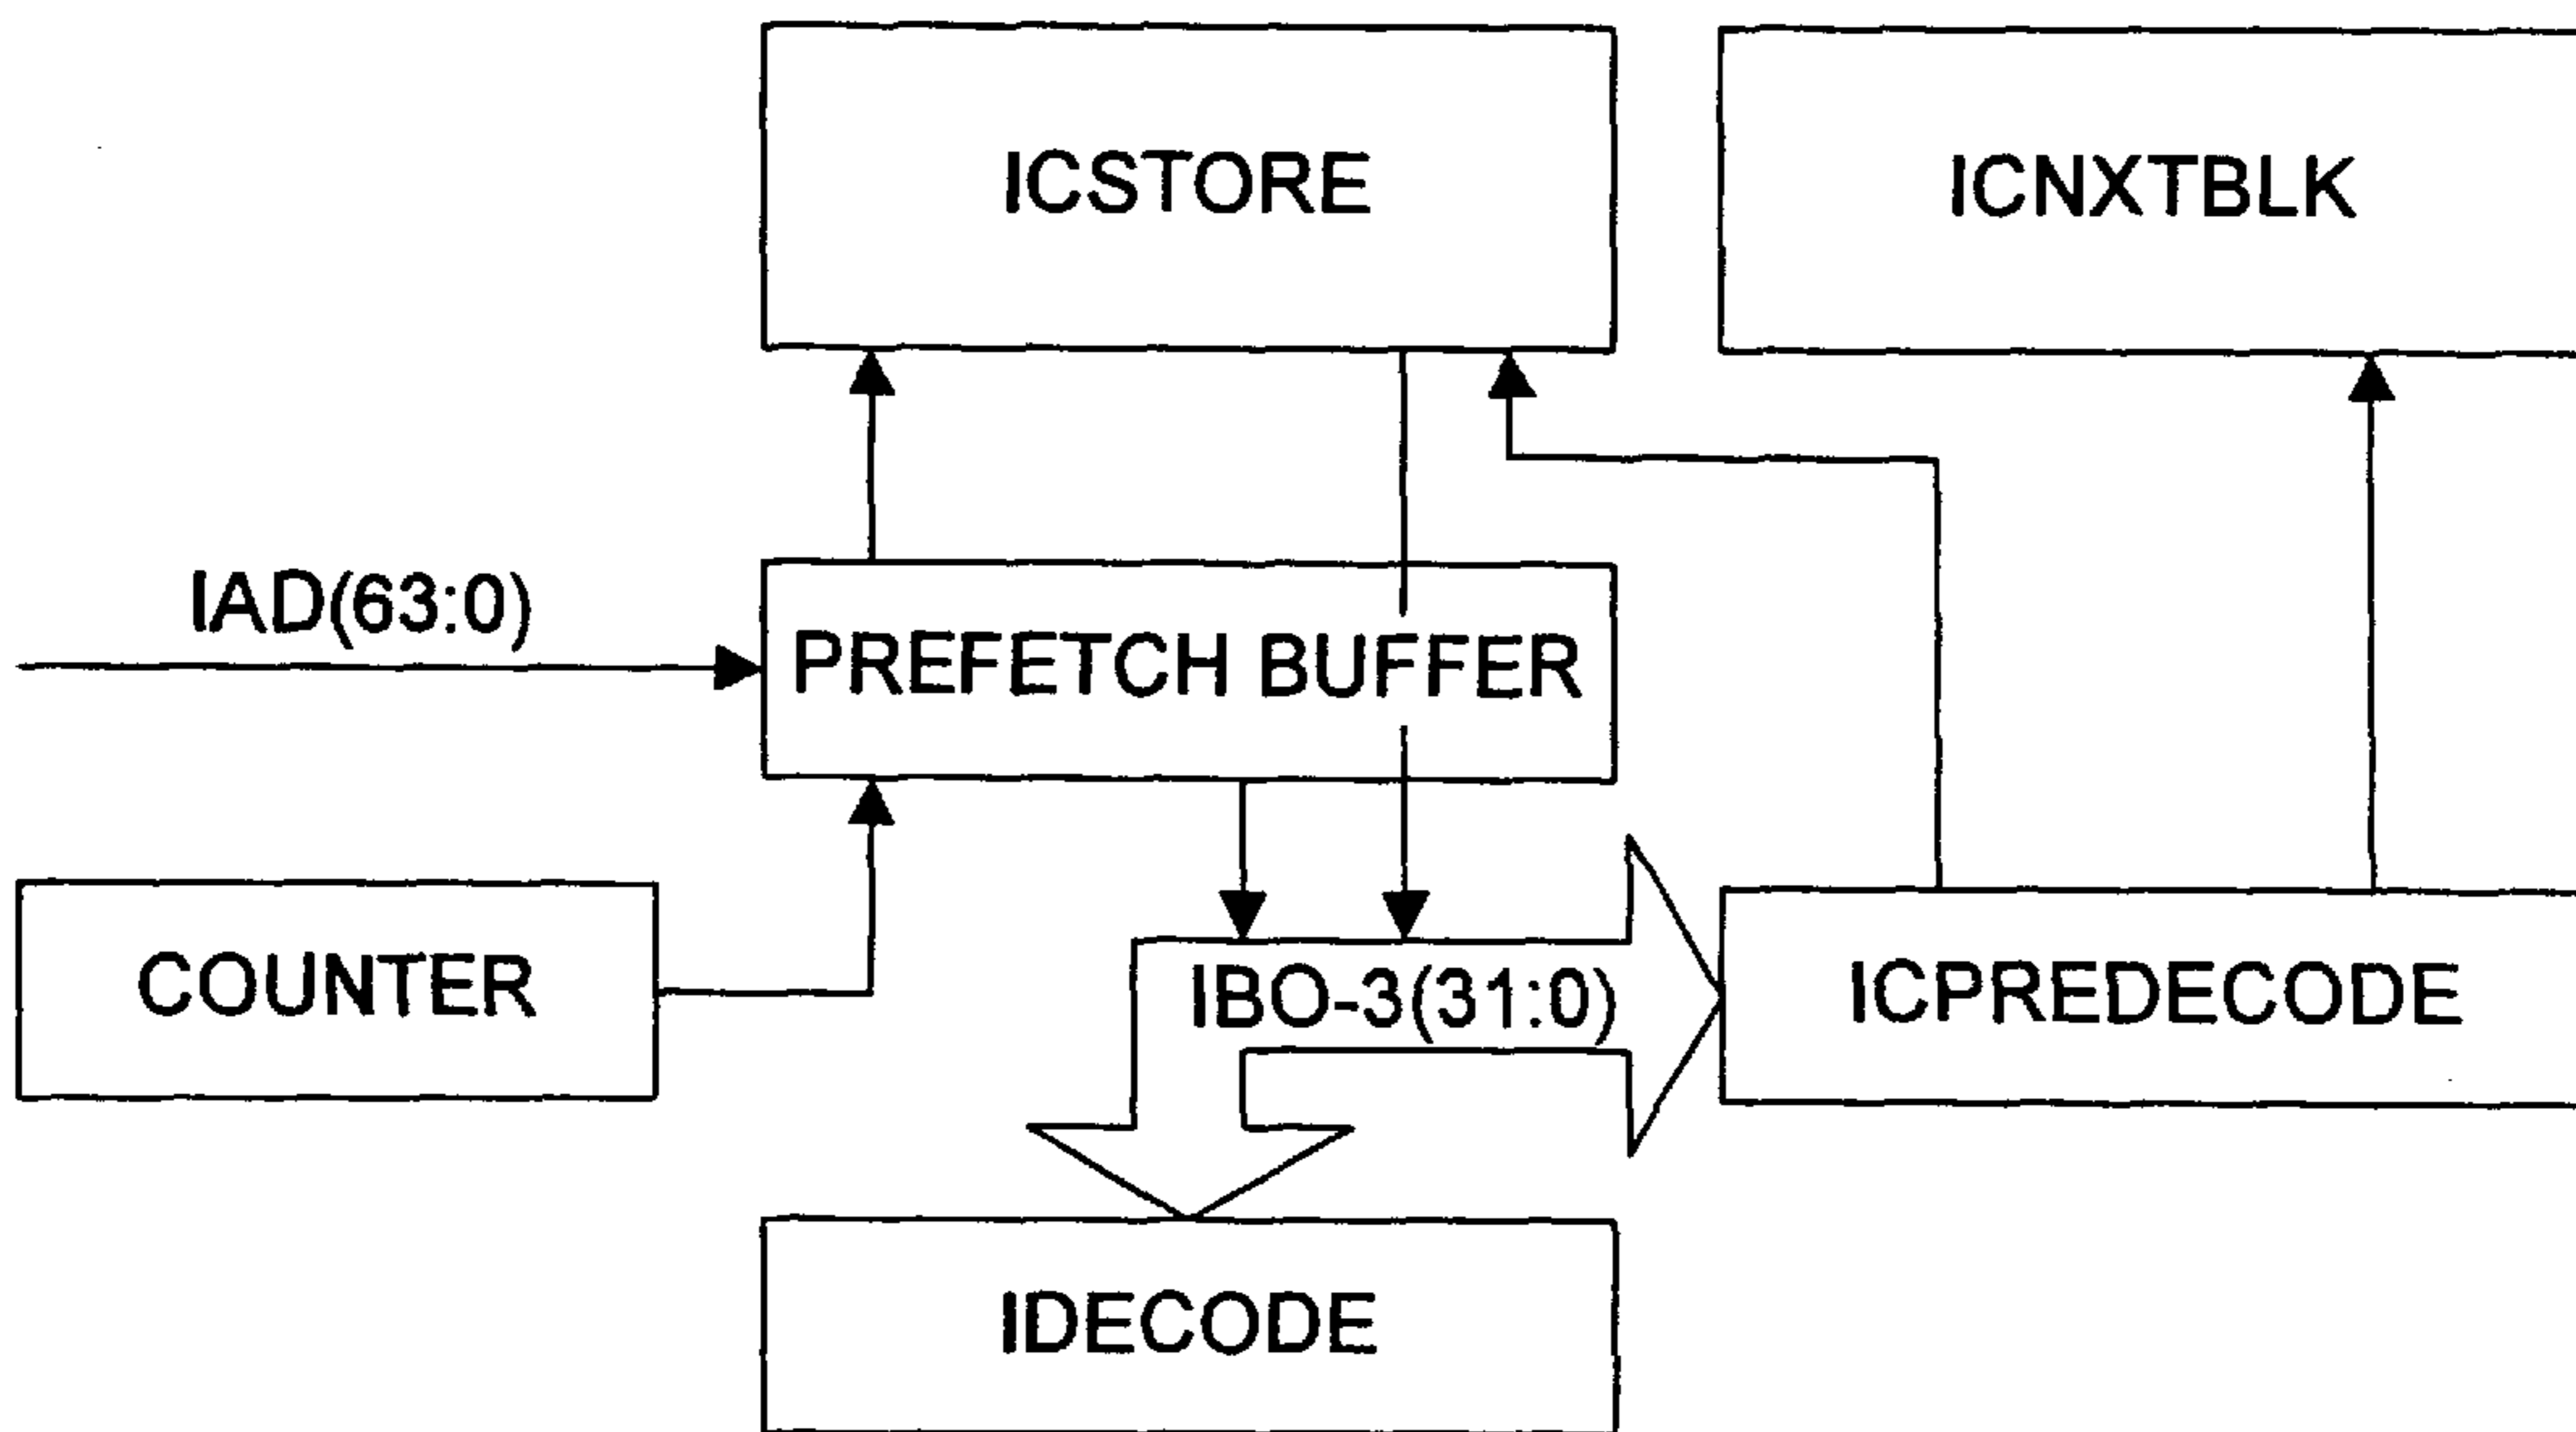 ICSTORE
ICNXTBLK
IAD(63:0)
PREFETCH BUFFER
COUNTER
IBO-3(31:0)
ICPREDECODE
IDECODE